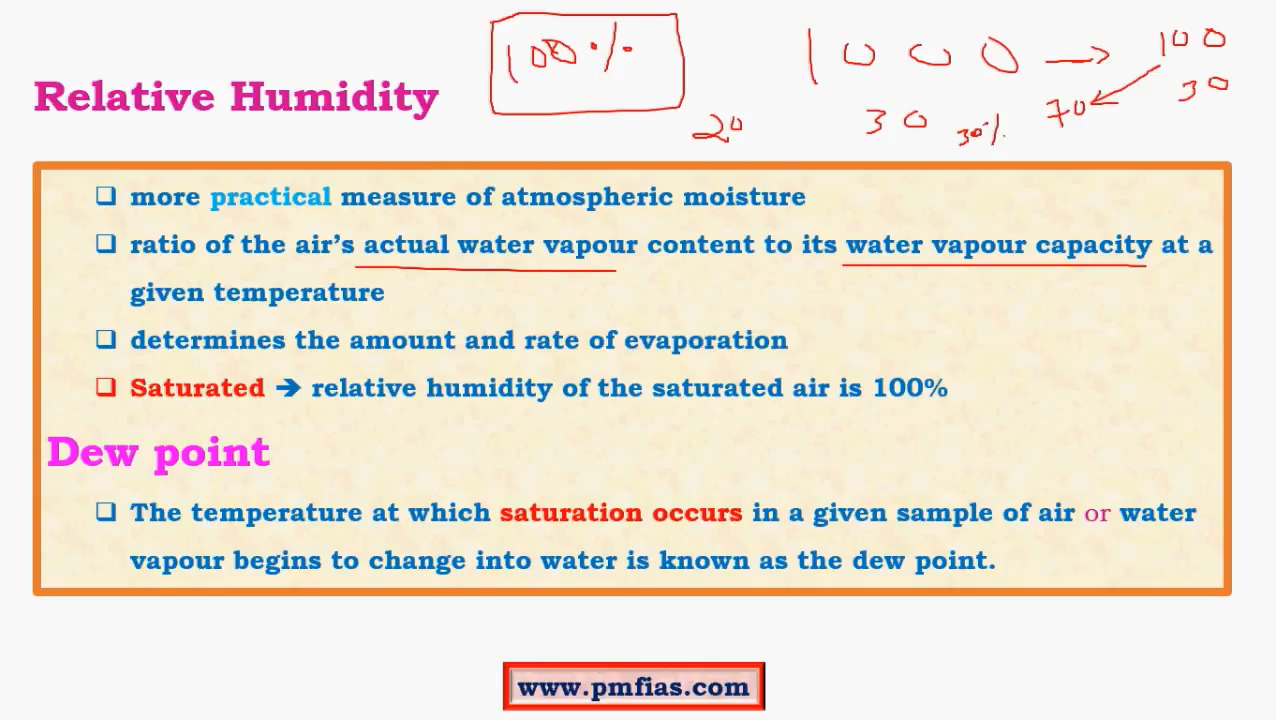 100%
1000 → 100
30
20
30
30%
70
Relative Humidity
❑ more practical measure of atmospheric moisture
❑ ratio of the air's actual water vapour content to its water vapour capacity at a
given temperature
❑ determines the amount and rate of evaporation
❑ Saturated ➔ relative humidity of the saturated air is 100%
Dew point
❑ The temperature at which saturation occurs in a given sample of air or water
vapour begins to change into water is known as the dew point.
www.pmfias.com